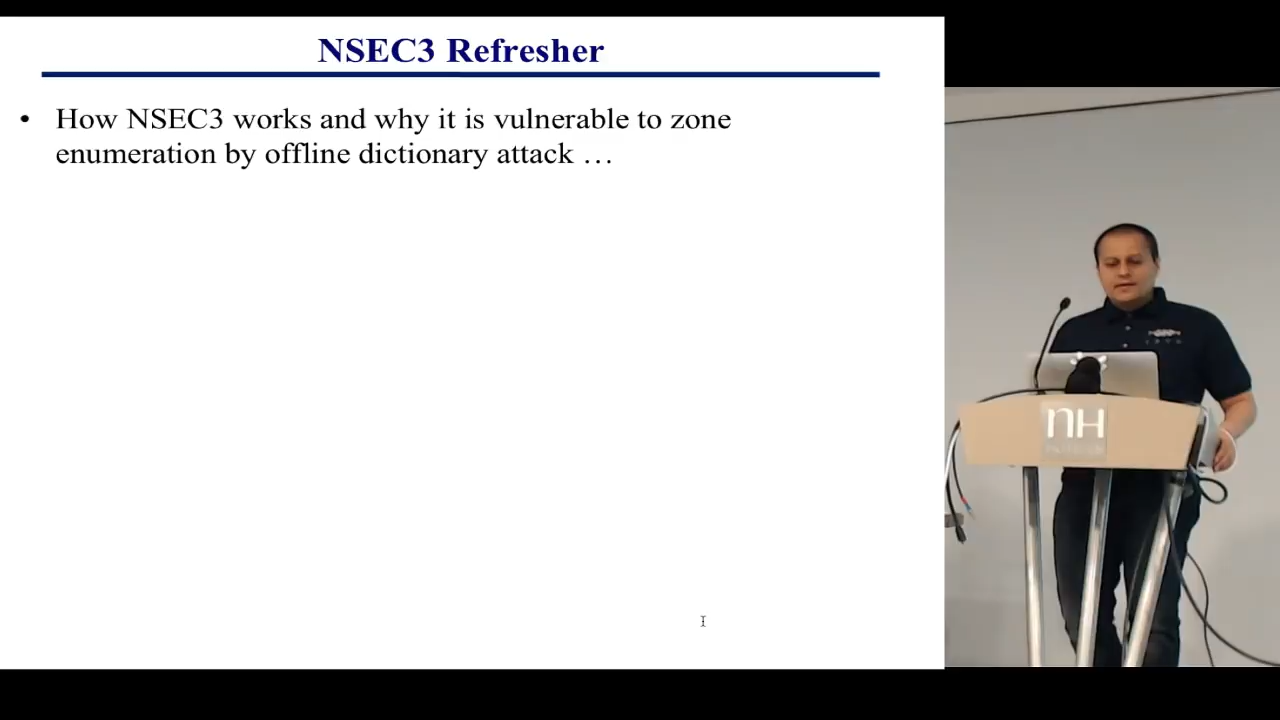 NSEC3 Refresher
• How NSEC3 works and why it is vulnerable to zone
enumeration by offline dictionary attack …
nH